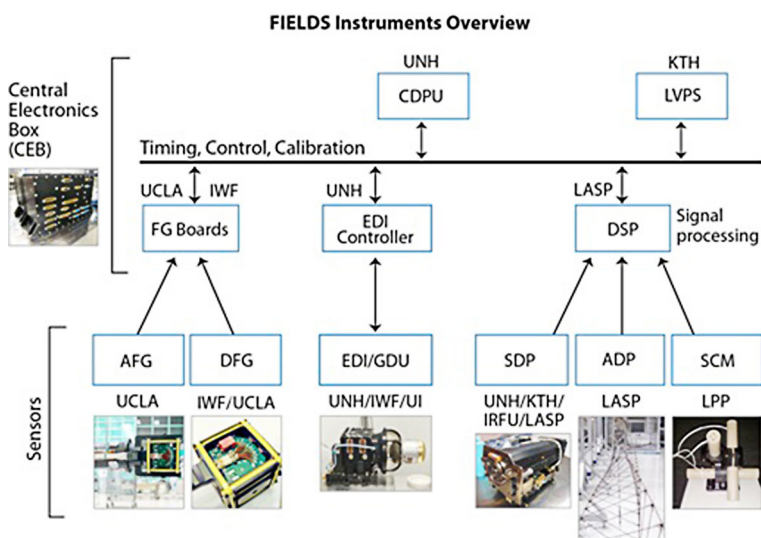 FIELDS Instruments Overview
Central
Electronics
Box
(CEB)
UNH
CDPU
KTH
LVPS
Timing, Control, Calibration
UCLA IWF
FG Boards
UNH
EDI
Controller
LASP
DSP
Signal
processing
Sensors
AFG
DFG
EDI/GDU
SDP
ADP
SCM
UCLA
IWF/UCLA
UNH/IWF/UI
UNH/KTH/
IRFU/LASP
LASP
LPP